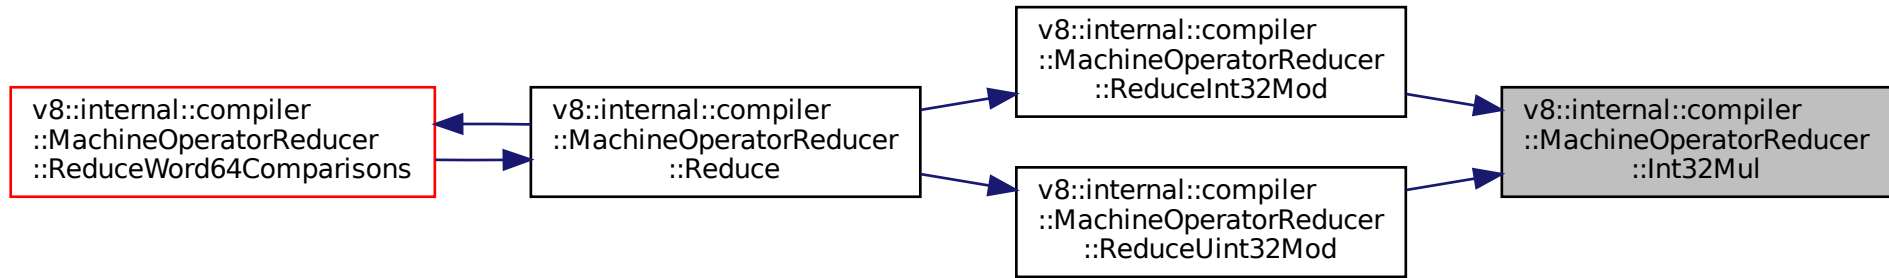 v8::internal::compiler
::MachineOperatorReducer
::ReduceWord64Comparisons
v8::internal::compiler
::MachineOperatorReducer
::Reduce
v8::internal::compiler
::MachineOperatorReducer
::ReduceInt32Mod
v8::internal::compiler
::MachineOperatorReducer
::ReduceUint32Mod
v8::internal::compiler
::MachineOperatorReducer
::Int32Mul